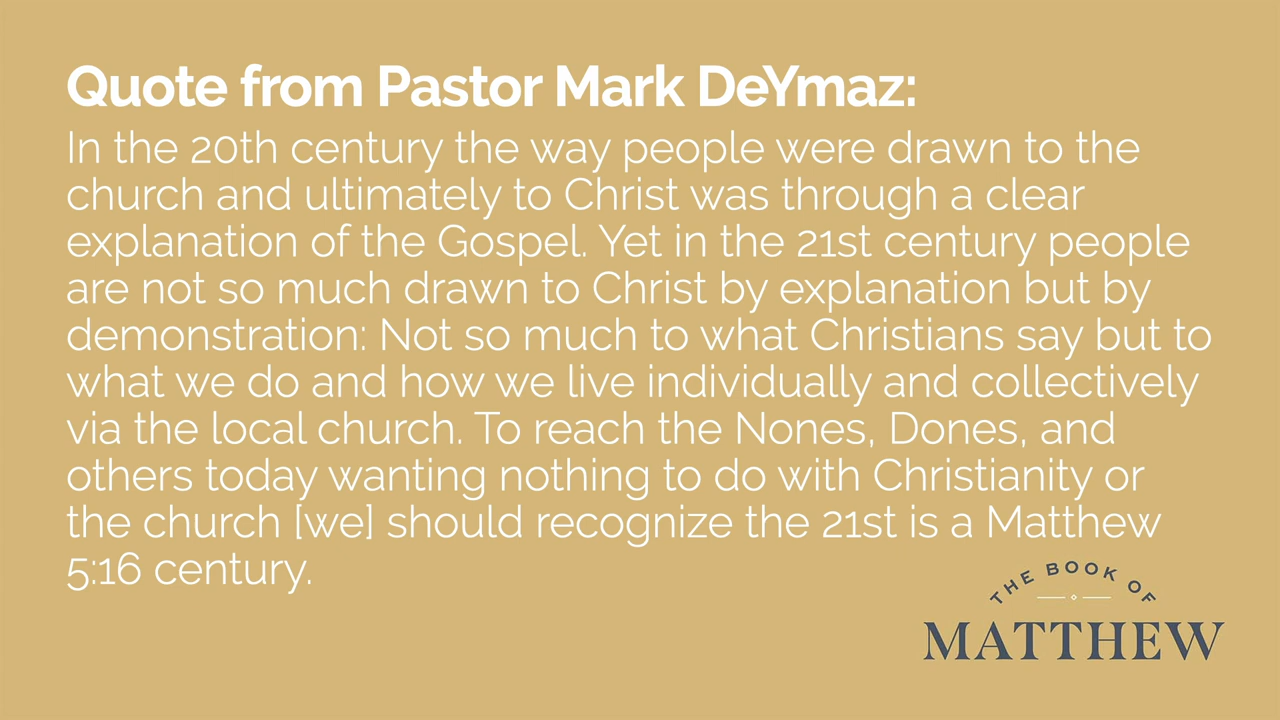 Quote from Pastor Mark DeYmaz:
In the 20th century the way people were drawn to the
church and ultimately to Christ was through a clear
explanation of the Gospel. Yet in the 21st century people
are not so much drawn to Christ by explanation but by
demonstration: Not so much to what Christians say but to
what we do and how we live individually and collectively
via the local church. To reach the Nones, Dones, and
others today wanting nothing to do with Christianity or
the church [we] should recognize the 21st is a Matthew
5:16 century.
THE BOOK OF
MATTHEW